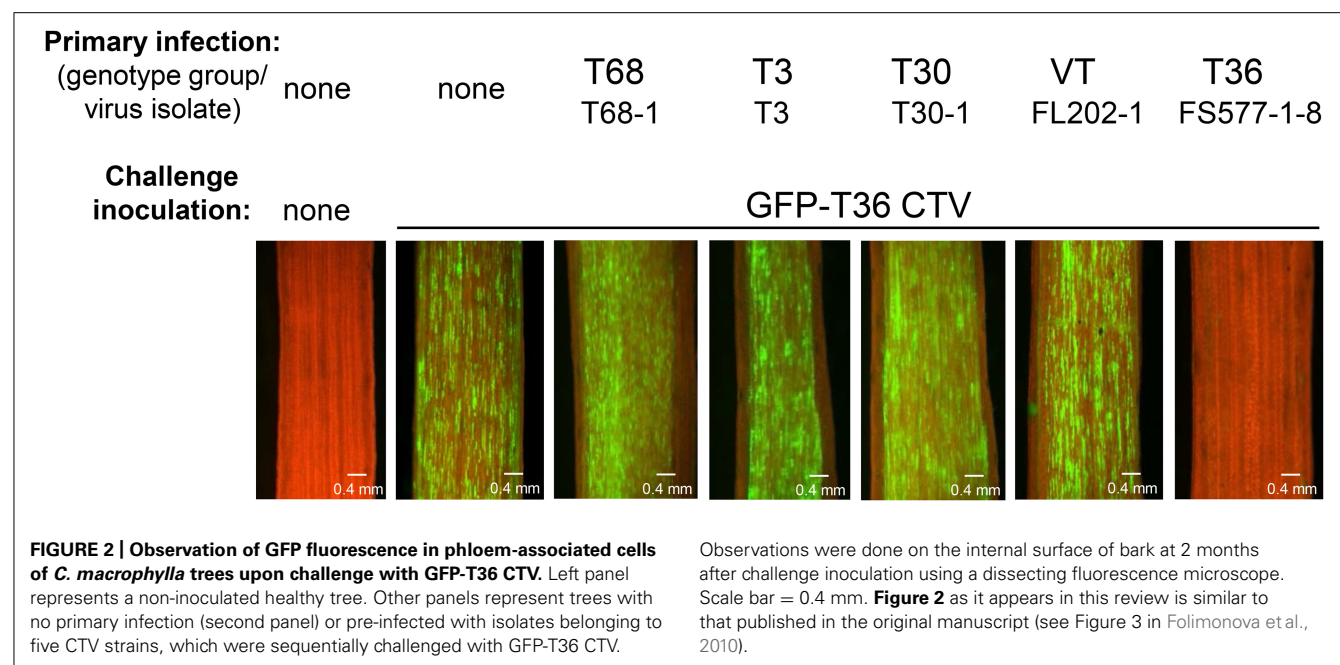 Primary infection:
(genotype group/
virus isolate)
none
none
T68
T68-1
T3
T3
T30
T30-1
VT
FL202-1
T36
FS577-1-8
Challenge
inoculation:
none
GFP-T36 CTV
0.4 mm
0.4 mm
0.4 mm
0.4 mm
0.4 mm
0.4 mm
0.4 mm
FIGURE 2 | Observation of GFP fluorescence in phloem-associated cells
of C. macrophylla trees upon challenge with GFP-T36 CTV. Left panel
represents a non-inoculated healthy tree. Other panels represent trees with
no primary infection (second panel) or pre-infected with isolates belonging to
five CTV strains, which were sequentially challenged with GFP-T36 CTV.
Observations were done on the internal surface of bark at 2 months
after challenge inoculation using a dissecting fluorescence microscope.
Scale bar = 0.4 mm. Figure 2 as it appears in this review is similar to
that published in the original manuscript (see Figure 3 in Folimonova et al.,
2010).